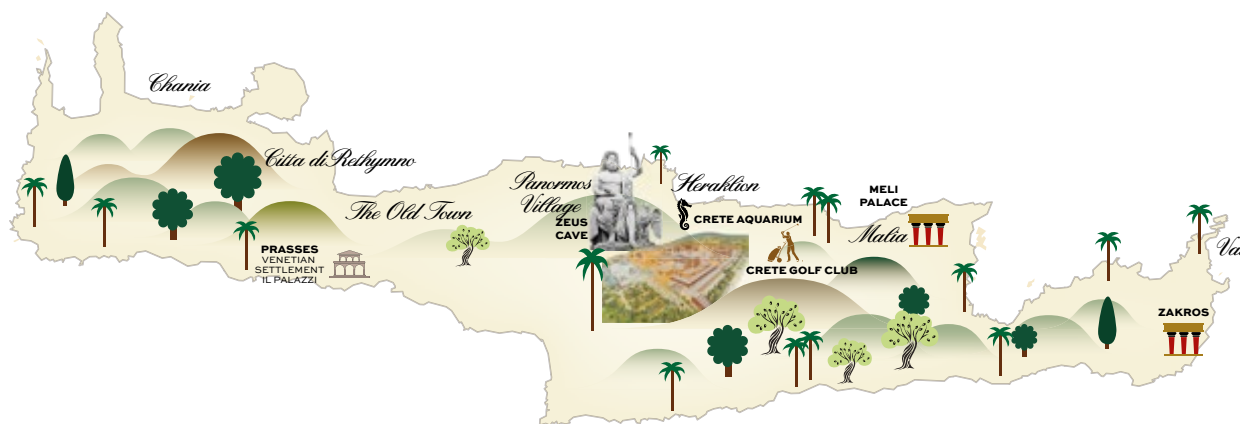 Chania
Citta di Rethymno
The Old Town
PRASSES
VENETIAN
SETTLEMENT
IL PALAZZI
Panormos
Village
ZEUS
CAVE
Heraklion
CRETE AQUARIUM
MELI
PALACE
Malia
CRETE GOLF CLUB
ZAKROS